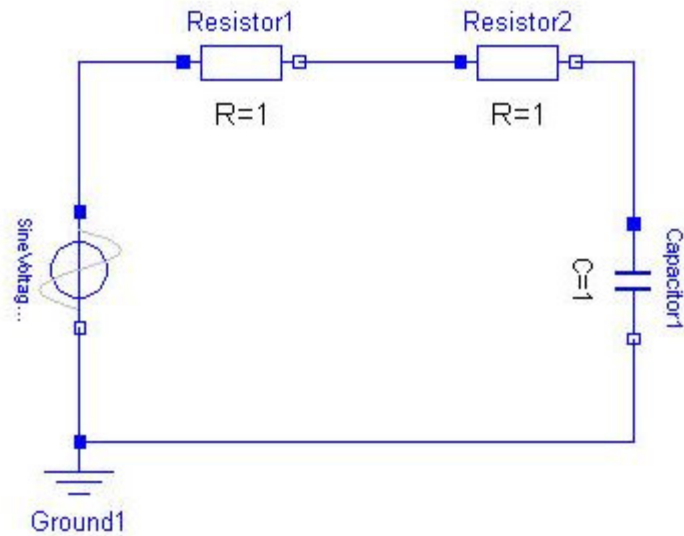 Resistor1
Resistor2
R=1
R=1
SineVoltag...
C=1
Capacitor1
Ground1